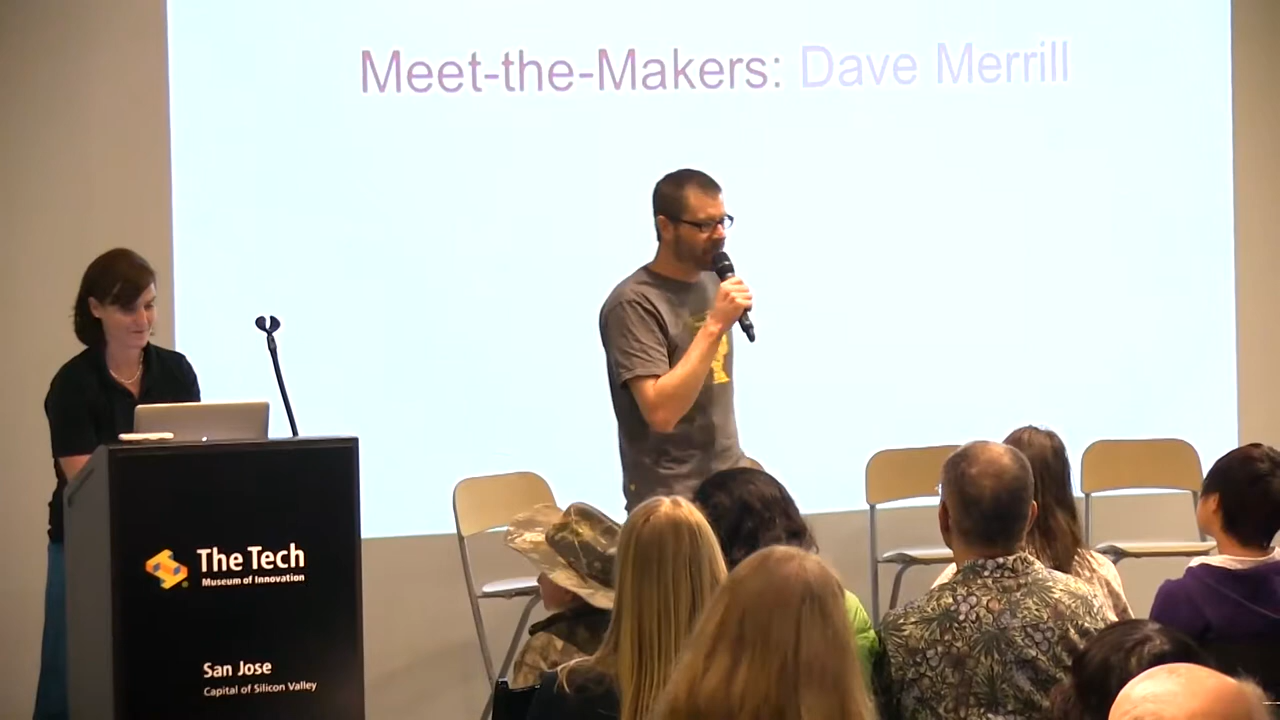 Meet-the-Makers: Dave Merrill
The Tech
Museum of Innovation
San Jose
Capital of Silicon Valley